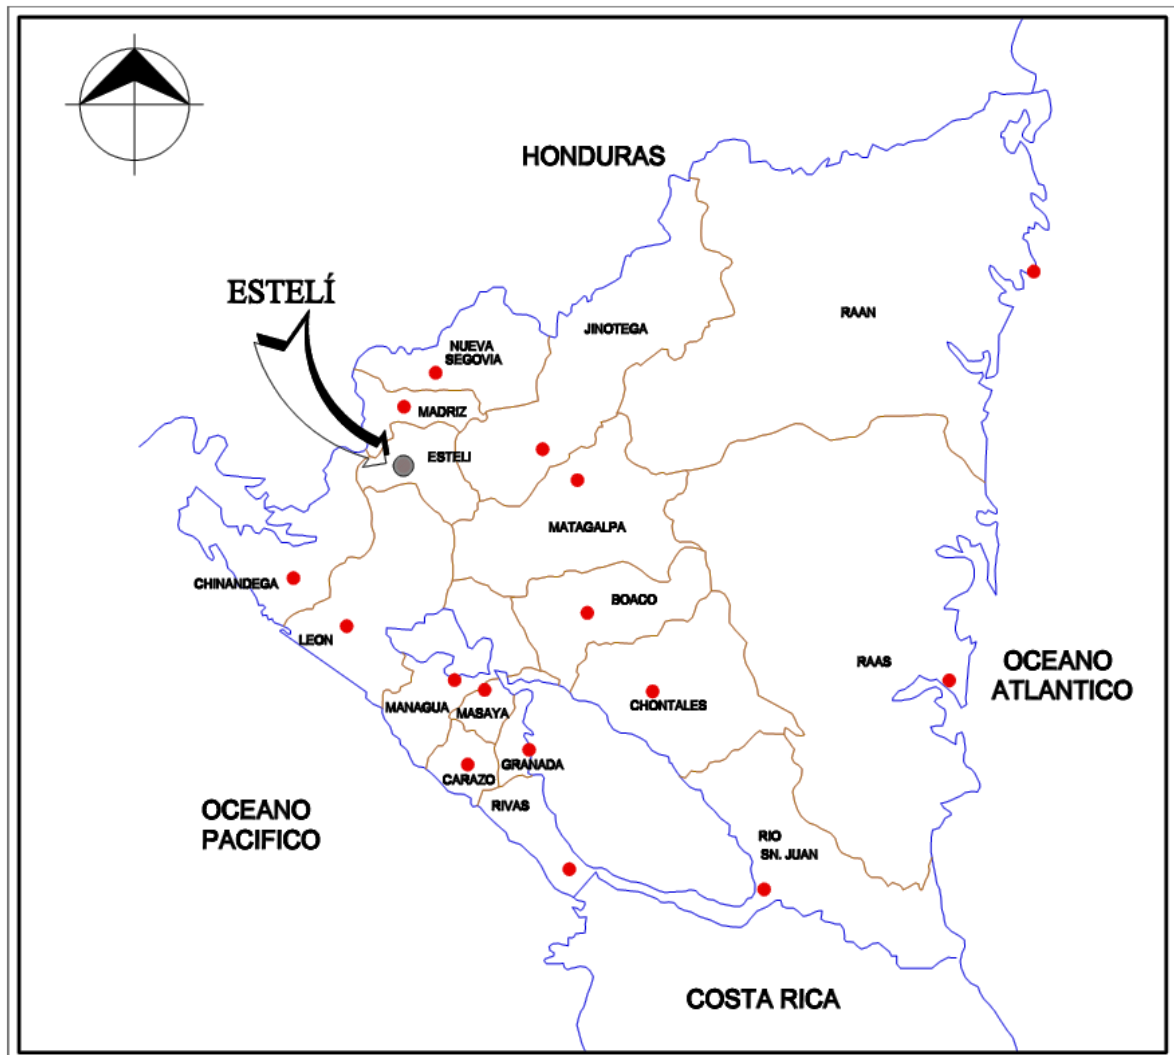 HONDURAS
ESTELÍ
JINOTEGA
RAAN
NUEVA
SEGOVIA
MADRIZ
ESTELI
MATAGALPA
CHINANDEGA
BOACO
LEON
RAAS
OCEANO
ATLANTICO
CHONTALES
MANAGUA
MASAYA
GRANADA
CARAZO
RIVAS
OCEANO
PACIFICO
RIO
SN. JUAN
COSTA RICA